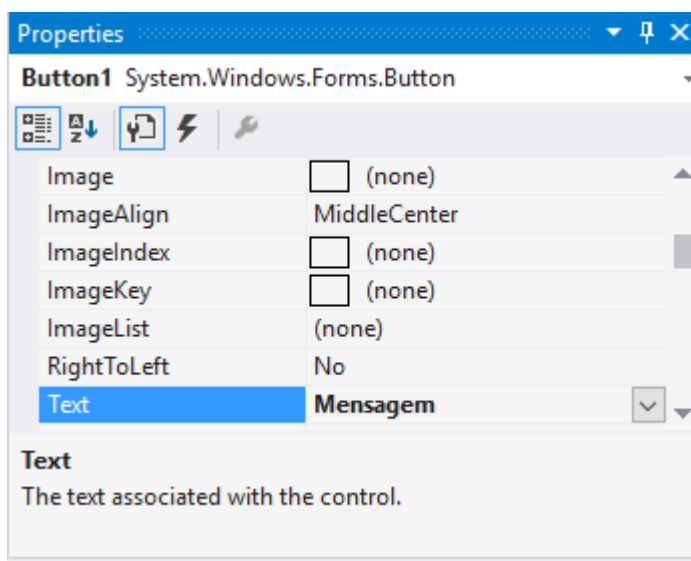 Properties
Button1 System.Windows.Forms.Button
Image (none)
ImageAlign MiddleCenter
ImageIndex (none)
ImageKey (none)
ImageList (none)
RightToLeft No
Text Mensagem
Text
The text associated with the control.